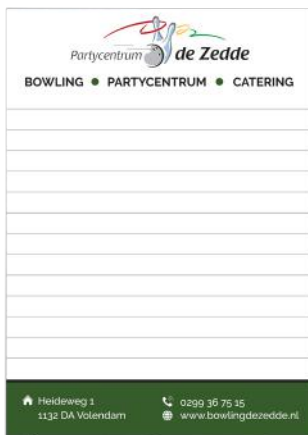 Partycentrum de Zedde
BOWLING ● PARTYCENTRUM ● CATERING
Heideweg 1
1132 DA Volendam
0299 36 75 15
www.bowlingdezedde.nl